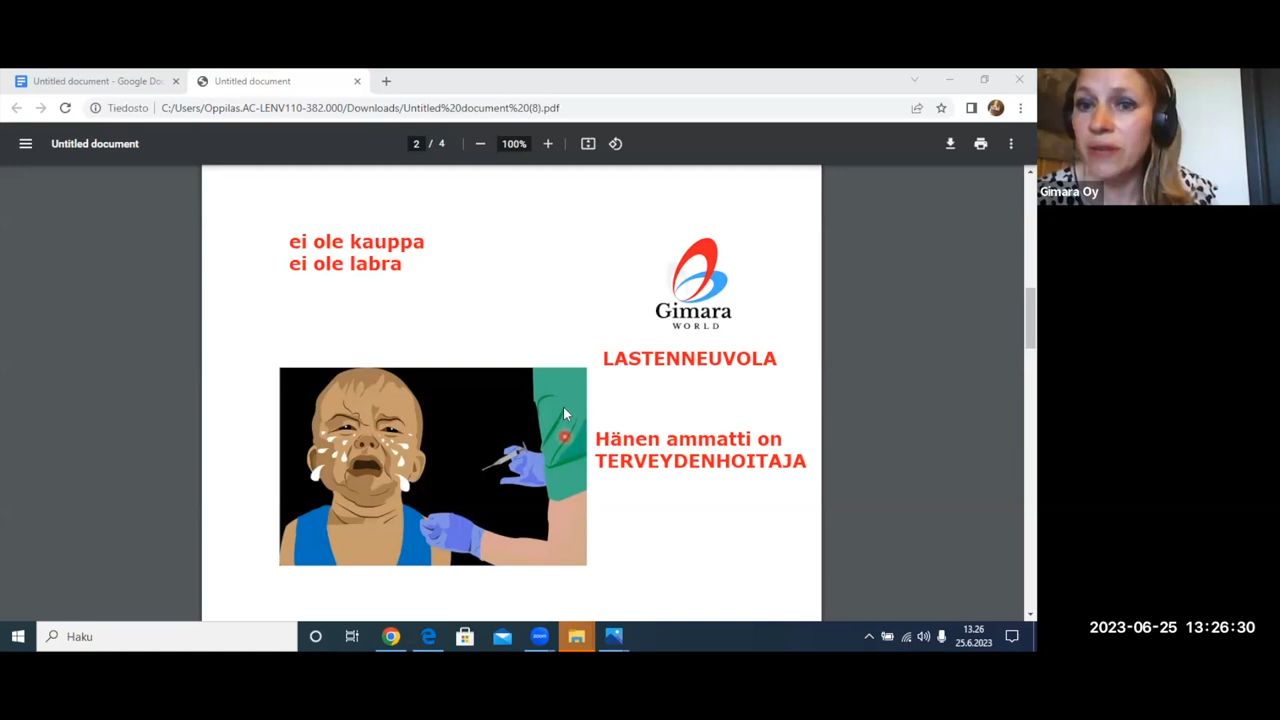 Untitled document - Google Do
Untitled document
Tiedosto
C:/Users/Oppilas.AC-LENV110-382.000/Downloads/Untitled%20document%20(8).pdf
Untitled document
2 / 4
100%
Gimara Oy
ei ole kauppa
ei ole labra
Gimara
WORLD
LASTENNEUVOLA
Hänen ammatti on
TERVEYDENHOITAJA
Haku
zoom
13.26
25.6.2023
2023-06-25 13:26:30